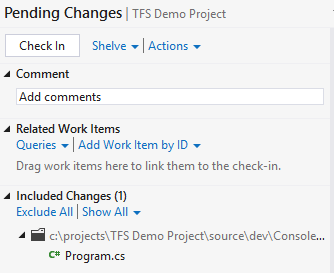 Pending Changes | TFS Demo Project
Check In Shelve | Actions
Comment
Add comments
Related Work Items
Queries | Add Work Item by ID
Drag work items here to link them to the check-in.
Included Changes (1)
Exclude All | Show All
c:\projects\TFS Demo Project\source\dev\Console...
C# Program.cs